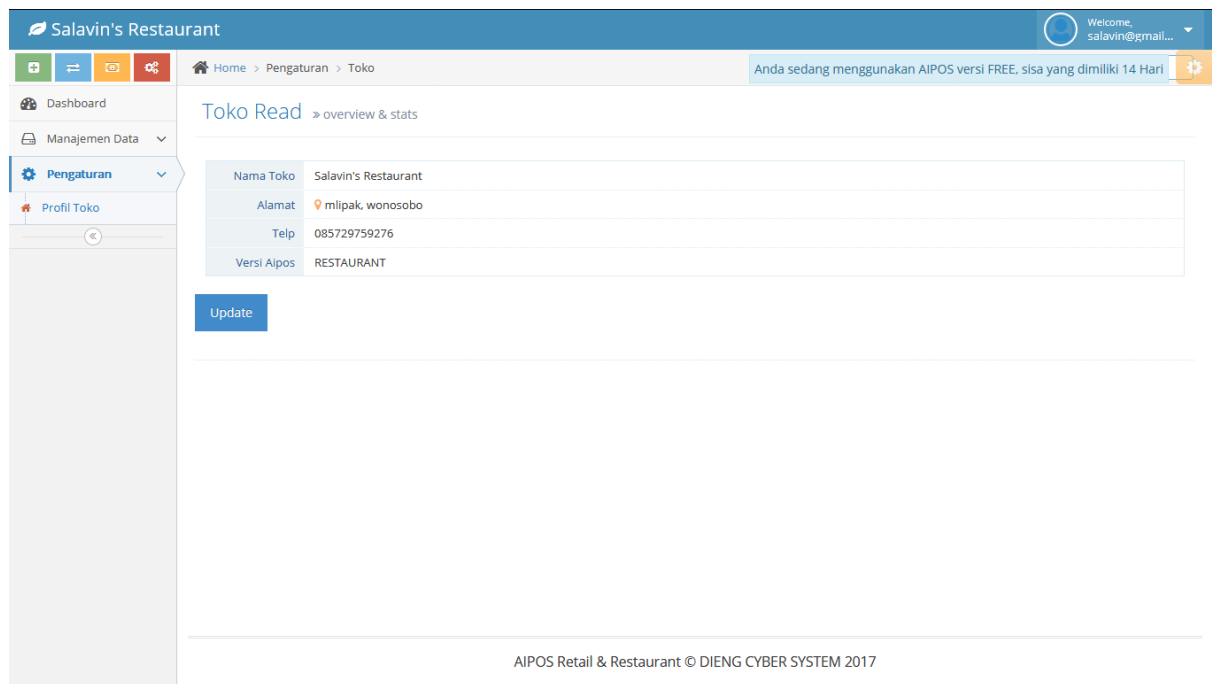 Salavin's Restaurant
Welcome,
salavin@gmail...
Home > Pengaturan > Toko
Anda sedang menggunakan AIPOS versi FREE, sisa yang dimiliki 14 Hari
Dashboard
Manajemen Data
Pengaturan
Profil Toko
Toko Read » overview & stats
Nama Toko Salavin's Restaurant
Alamat mlipak, wonosobo
Telp 085729759276
Versi Aipos RESTAURANT
Update
AIPOS Retail & Restaurant © DIENG CYBER SYSTEM 2017